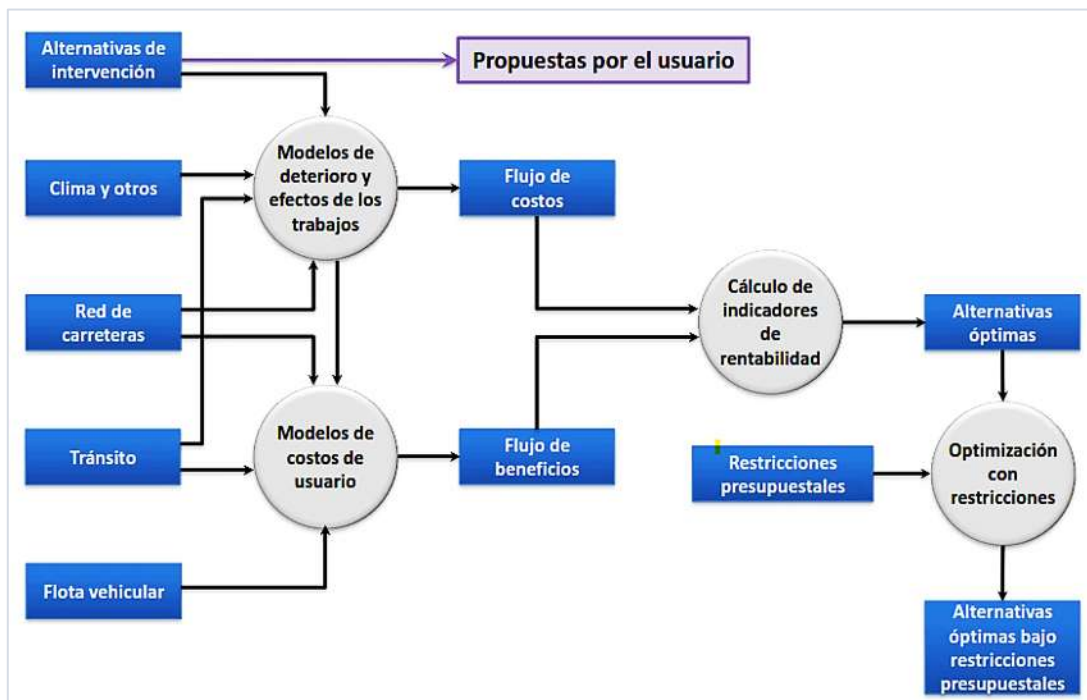 Alternativas de
intervención
Propuestas por el usuario
Modelos de
deterioro y
efectos de los
trabajos
Clima y otros
Flujo de
costos
Red de
carreteras
Cálculo de
indicadores
de
rentabilidad
Alternativas
óptimas
Tránsito
Modelos de
costos de
usuario
Flujo de
beneficios
Restricciones
presupuestales
Optimización
con
restricciones
Flota vehicular
Alternativas
óptimas bajo
restricciones
presupuestales